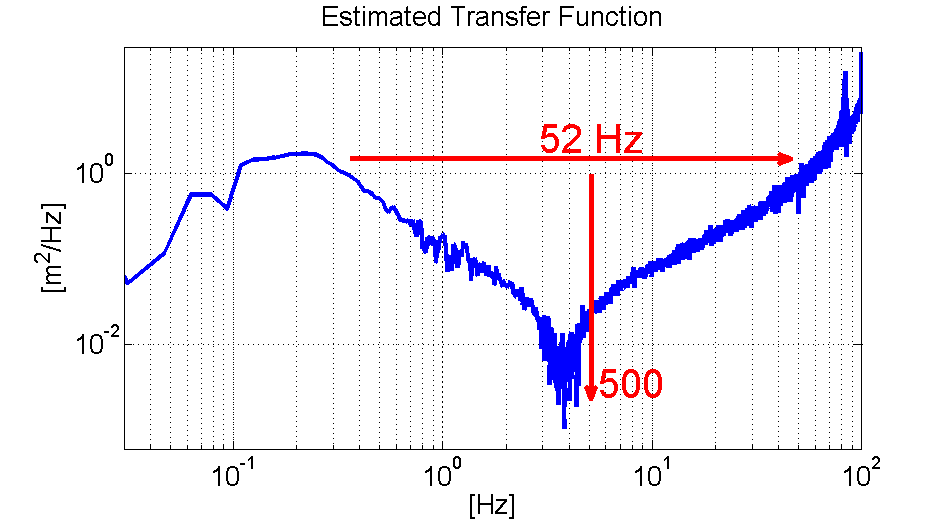 Estimated Transfer Function
52 Hz
10^0
[m^2/Hz]
10^-2
500
10^-1 10^0 10^1 10^2
[Hz]